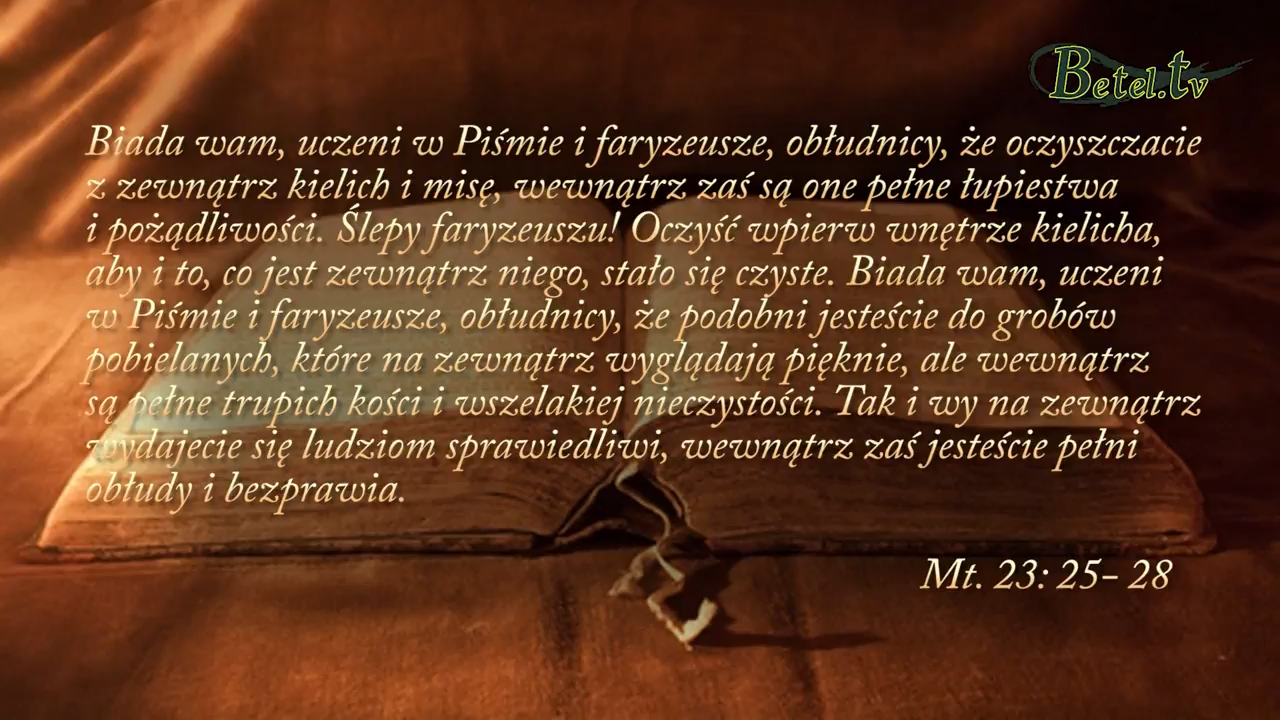 Betel.tv
Biada wam, uczeni w Piśmie i faryzeusze, obłudnicy, że oczyszczacie
z zewnątrz kielich i misę, wewnątrz zaś są one pełne łupiestwa
i pożądliwości. Ślepy faryzeuszu! Oczyść wpierw wnętrze kielicha,
aby i to, co jest zewnątrz niego, stało się czyste. Biada wam, uczeni
w Piśmie i faryzeusze, obłudnicy, że podobni jesteście do grobów
pobielanych, które na zewnątrz wyglądają pięknie, ale wewnątrz
są pełne trupich kości i wszelakiej nieczystości. Tak i wy na zewnątrz
wydajecie się ludziom sprawiedliwi, wewnątrz zaś jesteście pełni
obłudy i bezprawia.
Mt. 23: 25- 28